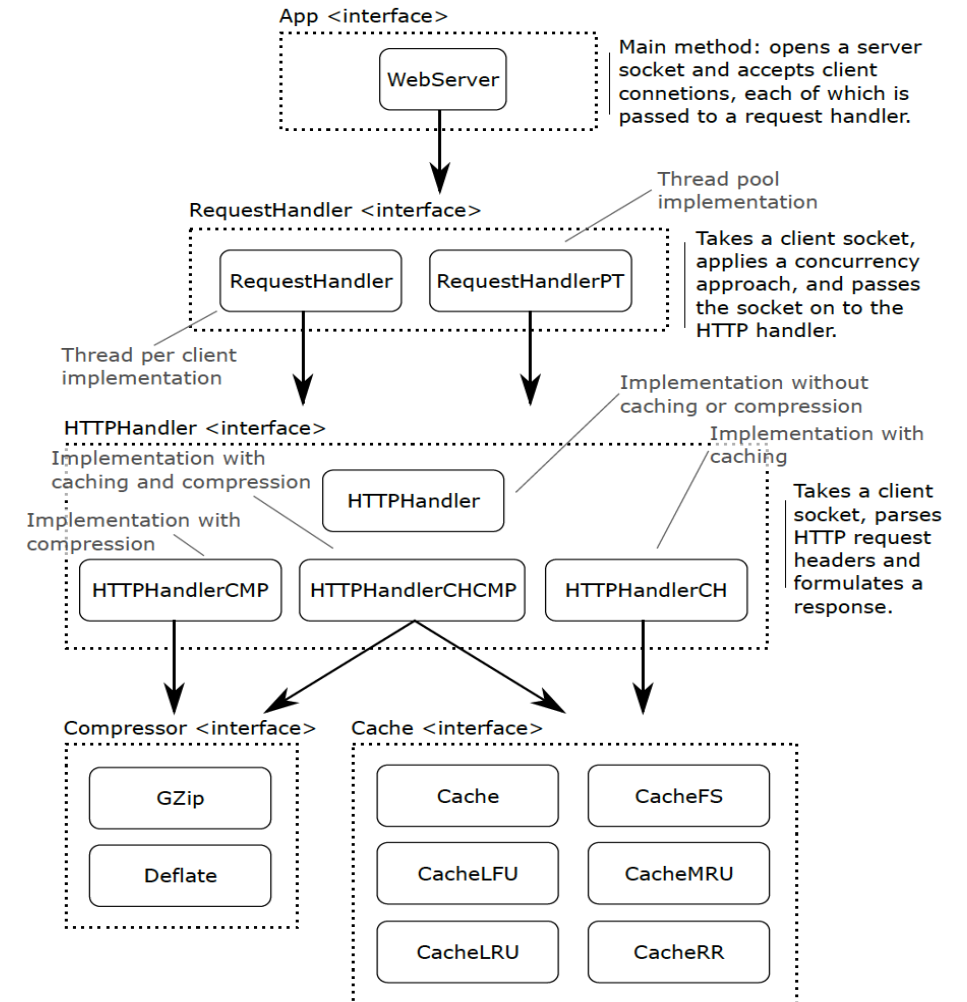 App <interface>
WebServer
Main method: opens a server
socket and accepts client
connetions, each of which is
passed to a request handler.
Thread pool
implementation
RequestHandler <interface>
RequestHandler
RequestHandlerPT
Takes a client socket,
applies a concurrency
approach, and passes
the socket on to the
HTTP handler.
Thread per client
implementation
Implementation without
caching or compression
HTTPHandler <interface>
Implementation with
caching
Implementation with
caching and compression
HTTPHandler
Implementation with
compression
Takes a client
socket, parses
HTTP request
headers and
formulates a
response.
HTTPHandlerCMP
HTTPHandlerCHCMP
HTTPHandlerCH
Compressor <interface>
Cache <interface>
GZip
Deflate
Cache
CacheFS
CacheLFU
CacheMRU
CacheLRU
CacheRR